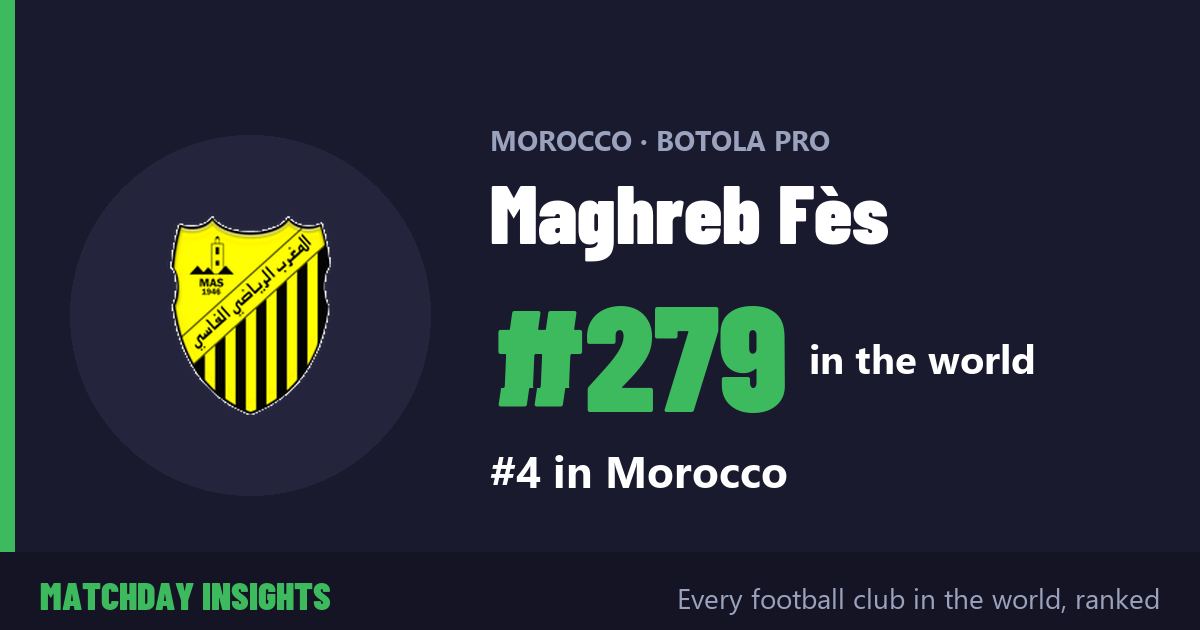 MOROCCO · BOTOLA PRO
Maghreb Fès
المغرب الرياضي الفاسي
MAS
1946
#279 in the world
#4 in Morocco
MATCHDAY INSIGHTS
Every football club in the world, ranked